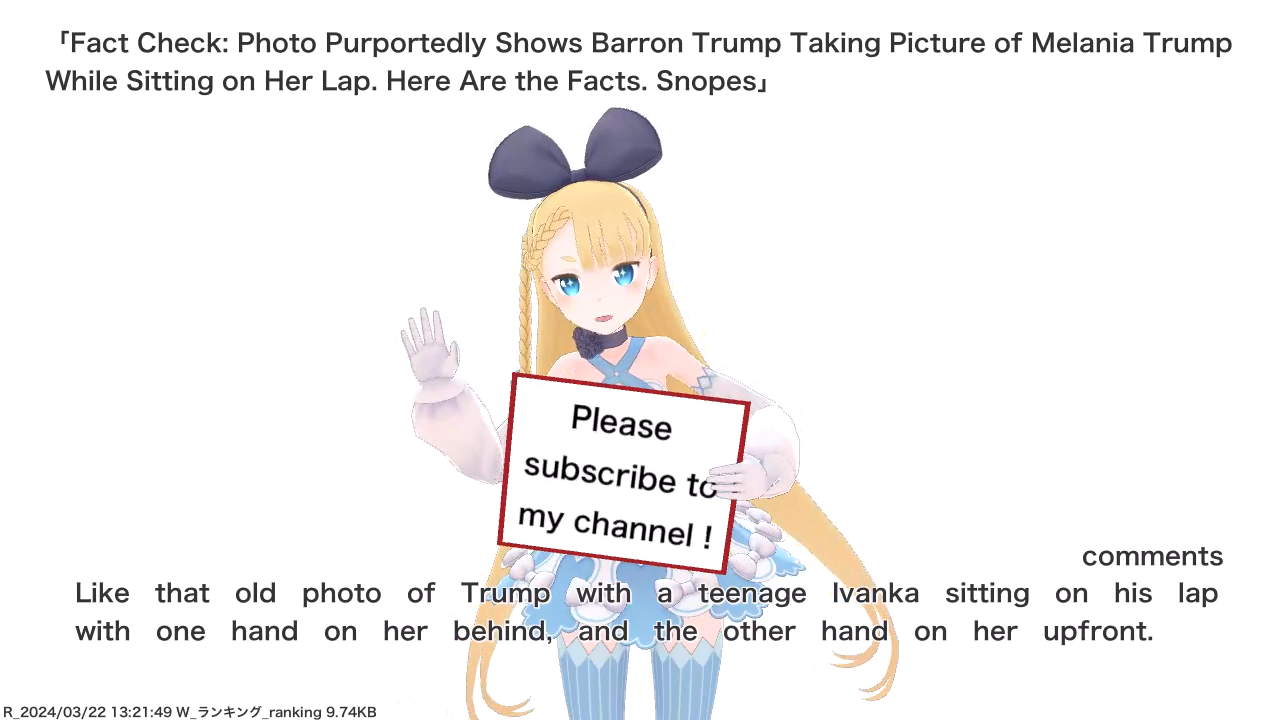 「Fact Check: Photo Purportedly Shows Barron Trump Taking Picture of Melania Trump
While Sitting on Her Lap. Here Are the Facts. Snopes」
Please
subscribe to
my channel !
comments
Like that old photo of Trump with a teenage Ivanka sitting on his lap
with one hand on her behind, and the other hand on her upfront.
R_2024/03/22 13:21:49 W_ランキング_ranking 9.74KB